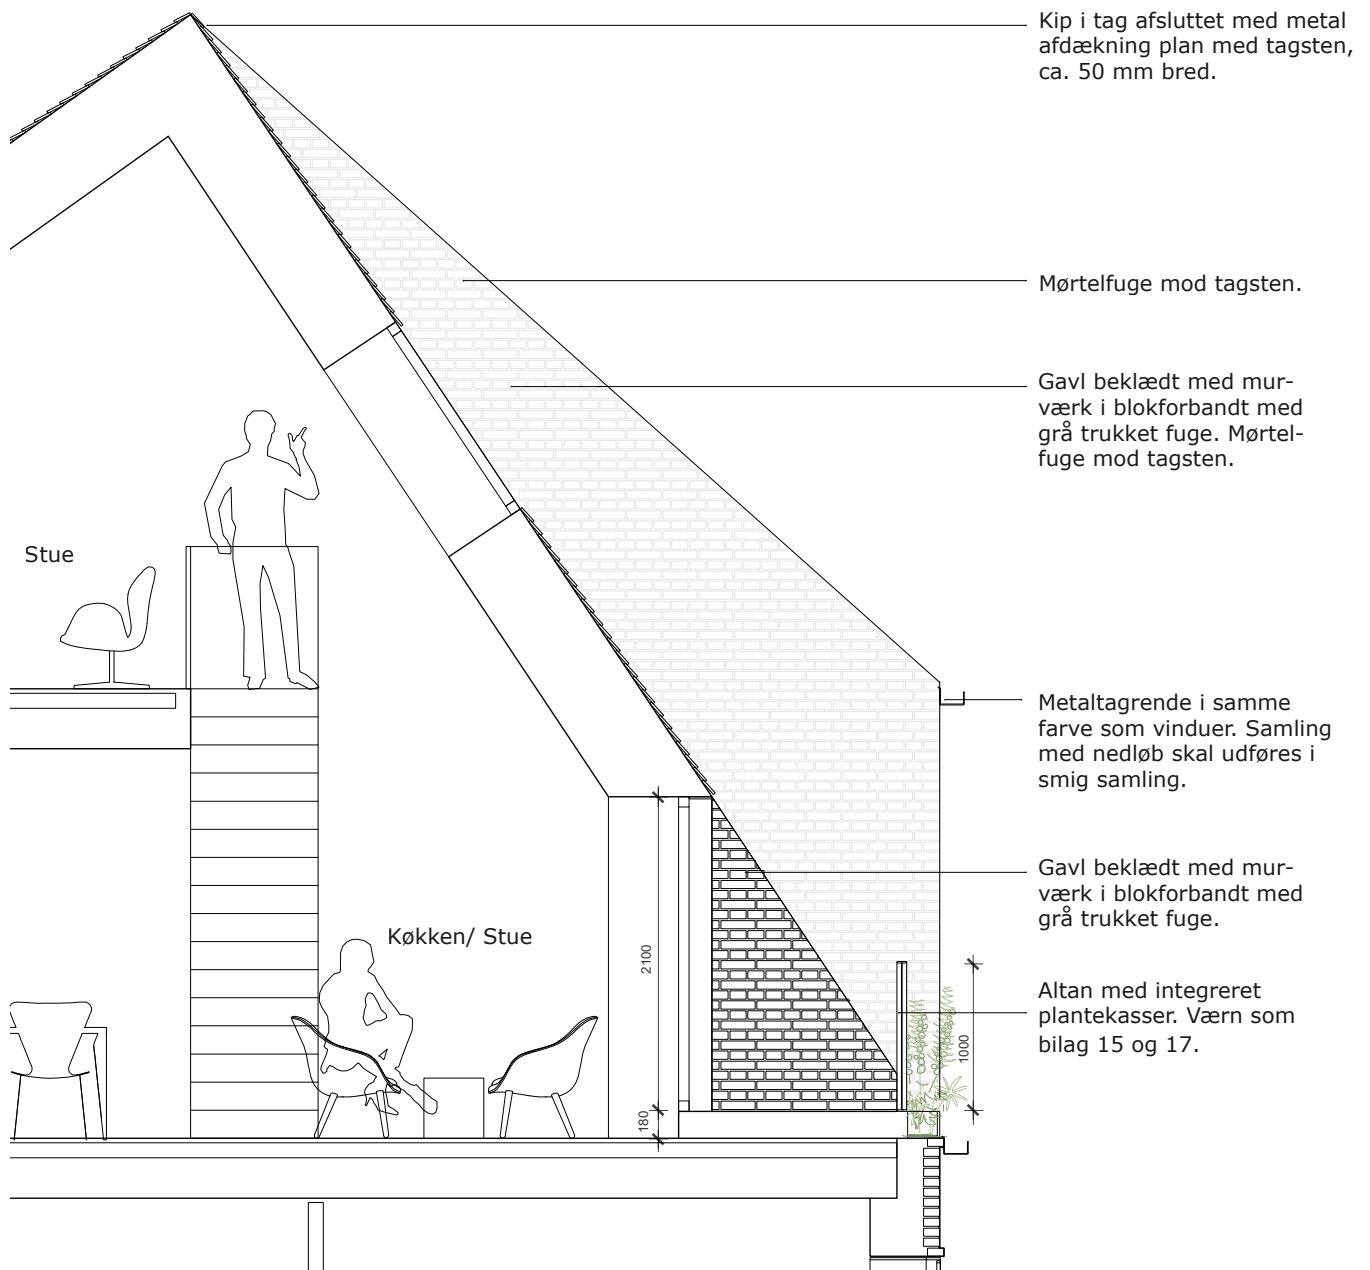 Kip i tag afsluttet med metal
afdækning plan med tagsten,
ca. 50 mm bred.
Mørtelfuge mod tagsten.
Gavl beklædt med mur-
værk i blokforbandt med
grå trukket fuge. Mørtel-
fuge mod tagsten.
Stue
Metaltagrende i samme
farve som vinduer. Samling
med nedløb skal udføres i
smig samling.
Gavl beklædt med mur-
værk i blokforbandt med
grå trukket fuge.
Køkken/ Stue
2100
Altan med integreret
plantekasser. Værn som
bilag 15 og 17.
1000
180